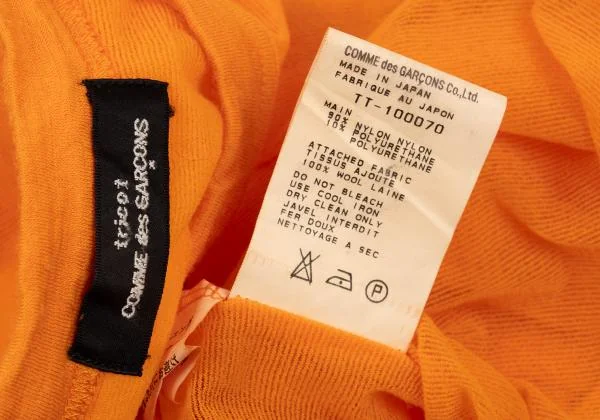 tricot
COMME des GARÇONS
COMME des GARÇONS Co.,Ltd.
MADE IN JAPAN
FABRIQUE AU JAPON
TT-100070
MAIN
90% NYLON NYLON
10% POLYURETHANE
POLYURETHANE
ATTACHED FABRIC
TISSUS AJOUTE
100% WOOL LAINE
DO NOT BLEACH
USE COOL IRON
DRY CLEAN ONLY
JAVEL INTERDIT
FER DOUX
NETTOYAGE A SEC
P